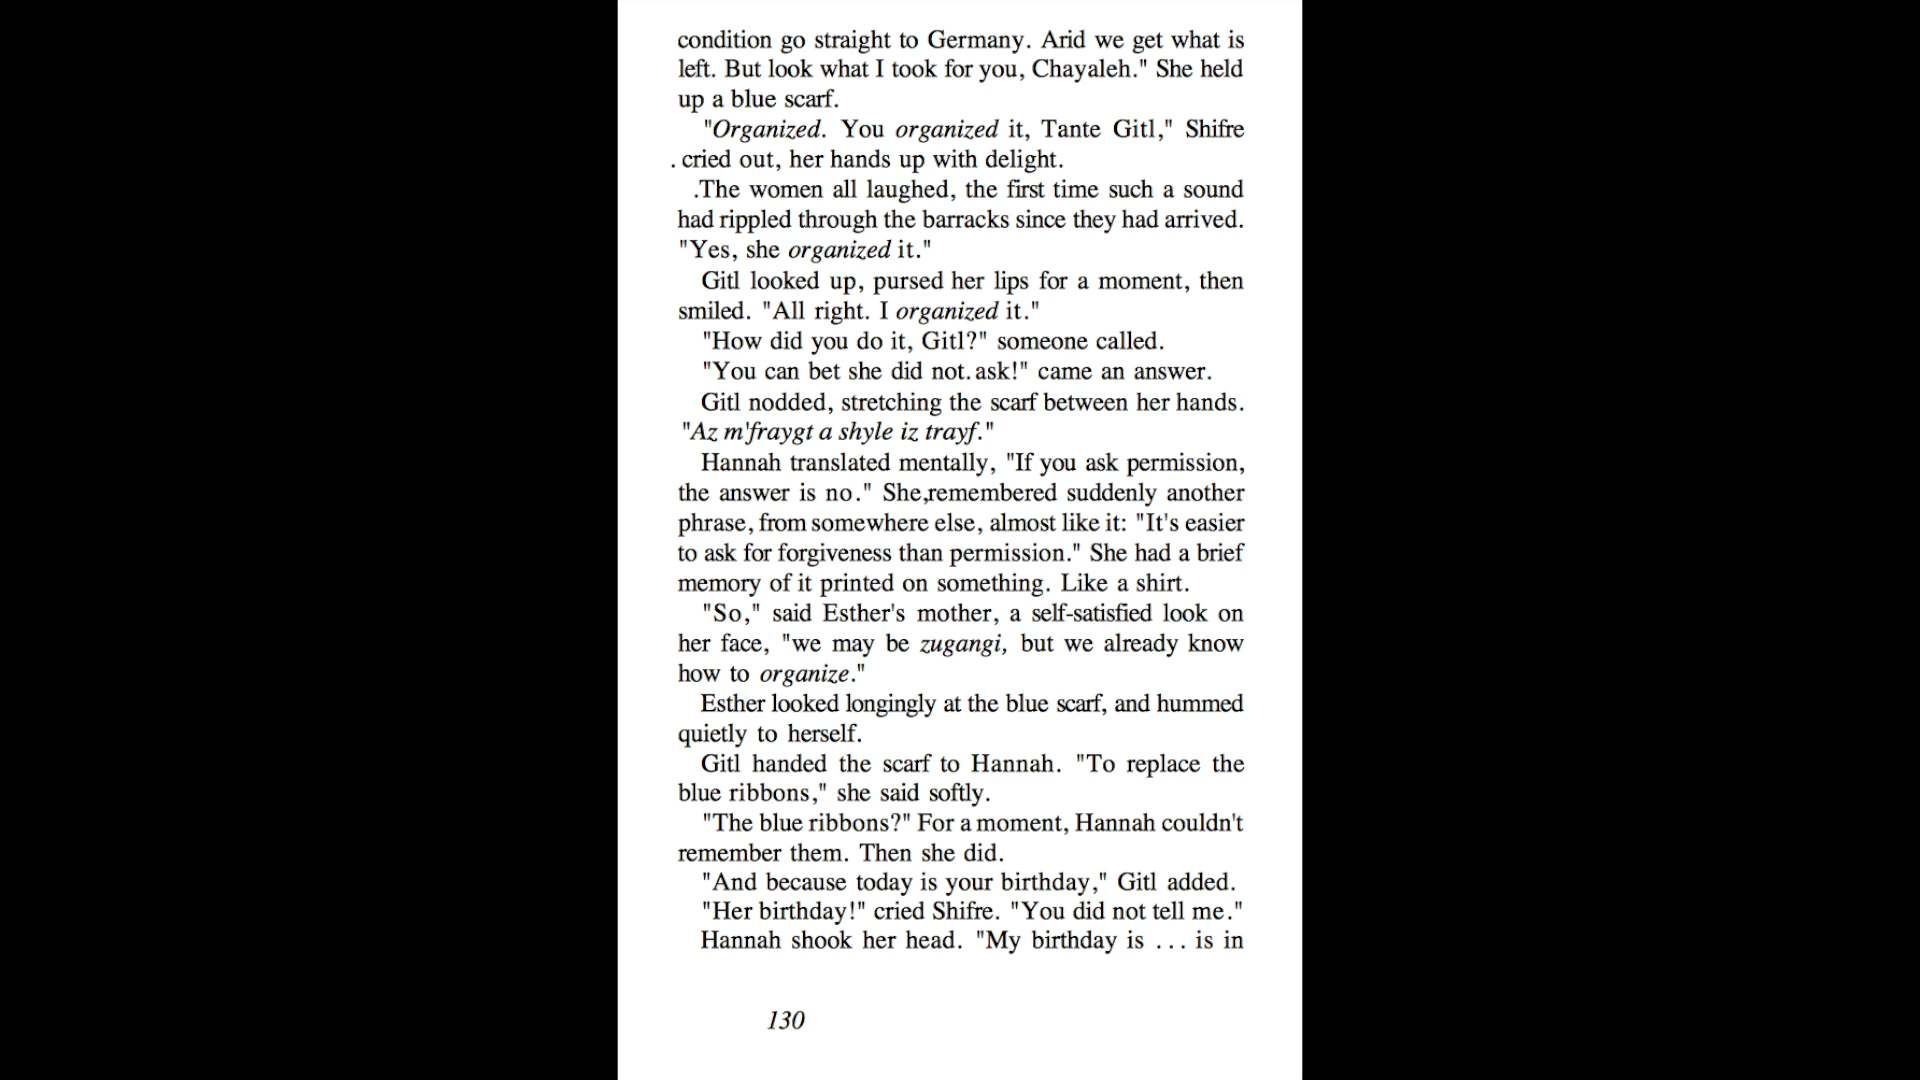 condition go straight to Germany. Arid we get what is
left. But look what I took for you, Chayaleh." She held
up a blue scarf.
"Organized. You organized it, Tante Gitl," Shifre
. cried out, her hands up with delight.
.The women all laughed, the first time such a sound
had rippled through the barracks since they had arrived.
"Yes, she organized it."
Gitl looked up, pursed her lips for a moment, then
smiled. "All right. I organized it."
"How did you do it, Gitl?" someone called.
"You can bet she did not. ask!" came an answer.
Gitl nodded, stretching the scarf between her hands.
"Az m'fraygt a shyle iz trayf."
Hannah translated mentally, "If you ask permission,
the answer is no." She,remembered suddenly another
phrase, from somewhere else, almost like it: "It's easier
to ask for forgiveness than permission." She had a brief
memory of it printed on something. Like a shirt.
"So," said Esther's mother, a self-satisfied look on
her face, "we may be zugangi, but we already know
how to organize."
Esther looked longingly at the blue scarf, and hummed
quietly to herself.
Gitl handed the scarf to Hannah. "To replace the
blue ribbons," she said softly.
"The blue ribbons?" For a moment, Hannah couldn't
remember them. Then she did.
"And because today is your birthday," Gitl added.
"Her birthday!" cried Shifre. "You did not tell me."
Hannah shook her head. "My birthday is . . . is in
130